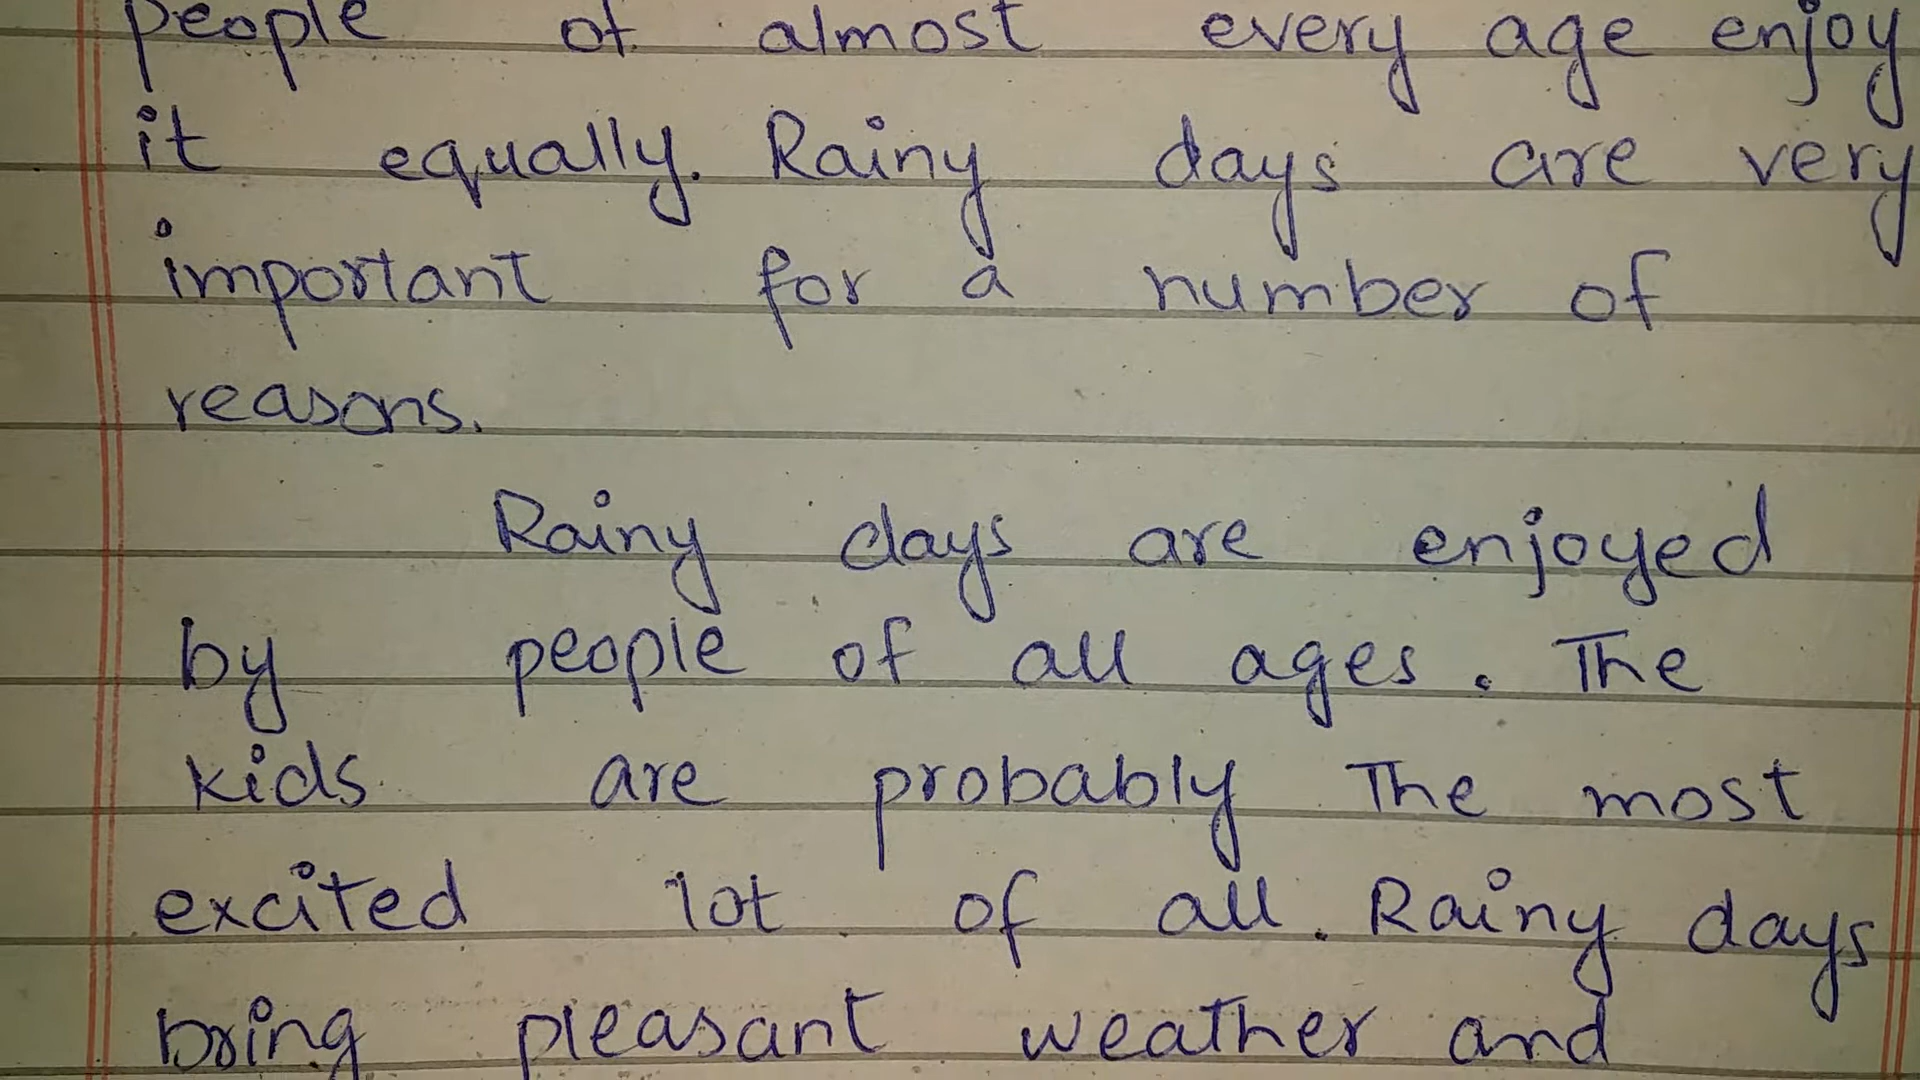 people of almost every age enjoy
it equally. Rainy days are very
important for a number of
reasons.
Rainy days are enjoyed
by people of all ages. The
kids are probably the most
excited lot of all. Rainy days
bring pleasant weather and